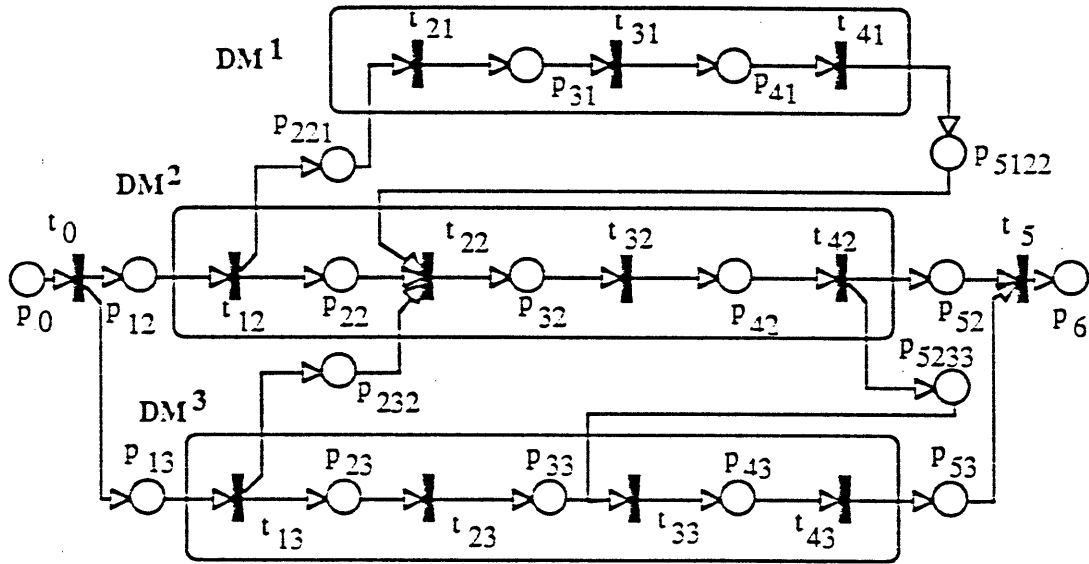 t21 t31 t41
DM1
p31 p41
p221
p5122
DM2
t0 t22 t32 t42 t5
p0 p12 t12 p22 p32 p42 p52 p6
p5233
p232
DM3
p13 p23 p33 p43 p53
t13 t23 t33 t43